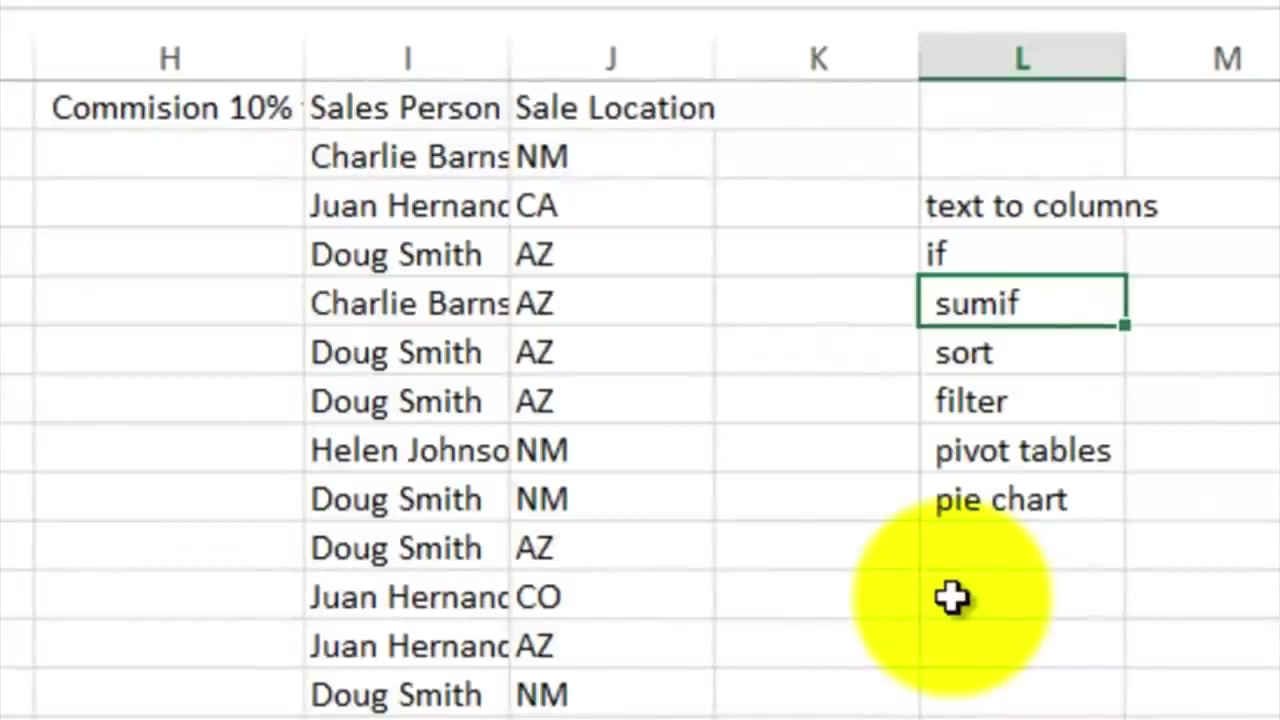 H I J K L M
Commision 10% Sales Person Sale Location
Charlie Barns NM
Juan Hernanc CA text to columns
Doug Smith AZ if
Charlie Barns AZ sumif
Doug Smith AZ sort
Doug Smith AZ filter
Helen Johnso NM pivot tables
Doug Smith NM pie chart
Doug Smith AZ
Juan Hernanc CO
Juan Hernanc AZ
Doug Smith NM